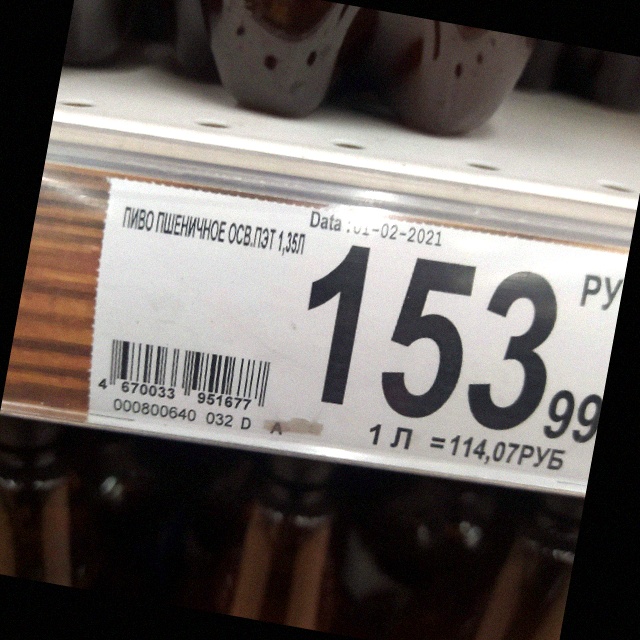 ПИВО ПШЕНИЧНОЕ ОСВ.ПЭТ 1,35Л
Data :01-02-2021
153 99 РУ
4 670033 951677
000800640 032 D A
1 Л =114,07РУБ